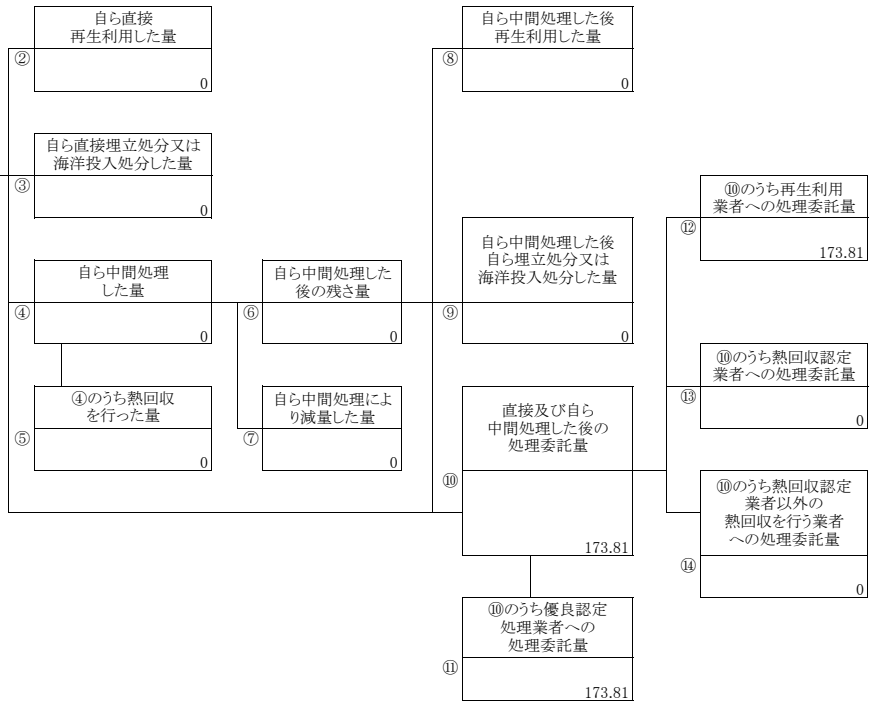 自ら直接
再生利用した量
②
0
自ら中間処理した後
再生利用した量
⑧
0
自ら直接埋立処分又は
海洋投入処分した量
③
0
⑩のうち再生利用
業者への処理委託量
⑫
173.81
自ら中間処理
した量
④
0
自ら中間処理した
後の残さ量
⑥
0
自ら中間処理した後
自ら埋立処分又は
海洋投入処分した量
⑨
0
⑩のうち熱回収認定
業者への処理委託量
⑬
0
④のうち熱回収
を行った量
⑤
0
自ら中間処理によ
り減量した量
⑦
0
直接及び自ら
中間処理した後の
処理委託量
⑩
173.81
⑩のうち熱回収認定
業者以外の
熱回収を行う業者
への処理委託量
⑭
0
⑩のうち優良認定
処理業者への
処理委託量
⑪
173.81